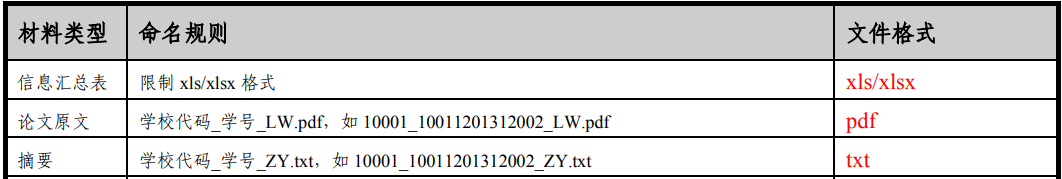 材料类型 命名规则 文件格式
信息汇总表 限制 xls/xlsx 格式 xls/xlsx
论文原文 学校代码_学号_LW.pdf，如 10001_10011201312002_LW.pdf pdf
摘要 学校代码_学号_ZY.txt，如 10001_10011201312002_ZY.txt txt